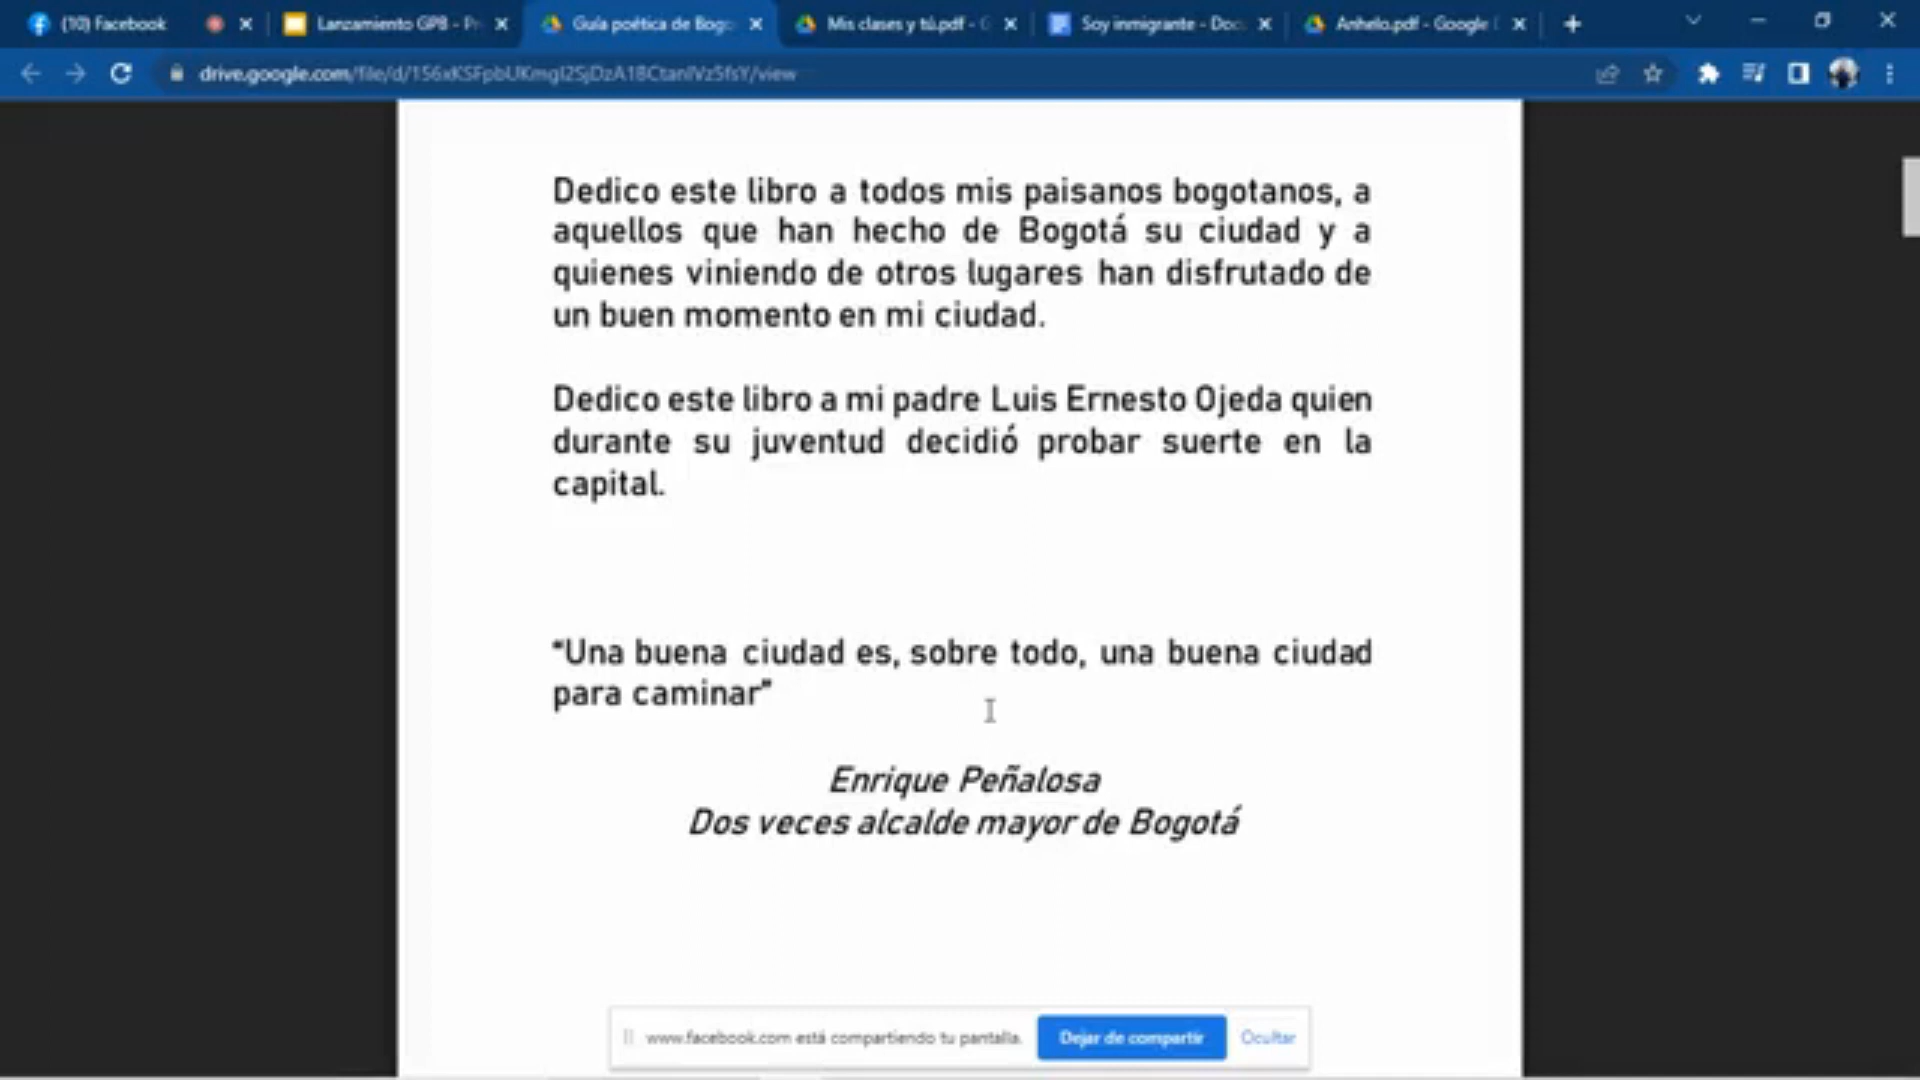 (10) Facebook
Lanzamiento GPB - Pr
Guía poética de Bog
Mis clases y tú.pdf - G
Soy inmigrante - Doc
Anhelo.pdf - Google
drive.google.com/file/d/
/view
Dedico este libro a todos mis paisanos bogotanos, a
aquellos que han hecho de Bogotá su ciudad y a
quienes viniendo de otros lugares han disfrutado de
un buen momento en mi ciudad.
Dedico este libro a mi padre Luis Ernesto Ojeda quien
durante su juventud decidió probar suerte en la
capital.
“Una buena ciudad es, sobre todo, una buena ciudad
para caminar”
Enrique Peñalosa
Dos veces alcalde mayor de Bogotá
www.facebook.com está compartiendo tu pantalla.
Dejar de compartir
Ocultar